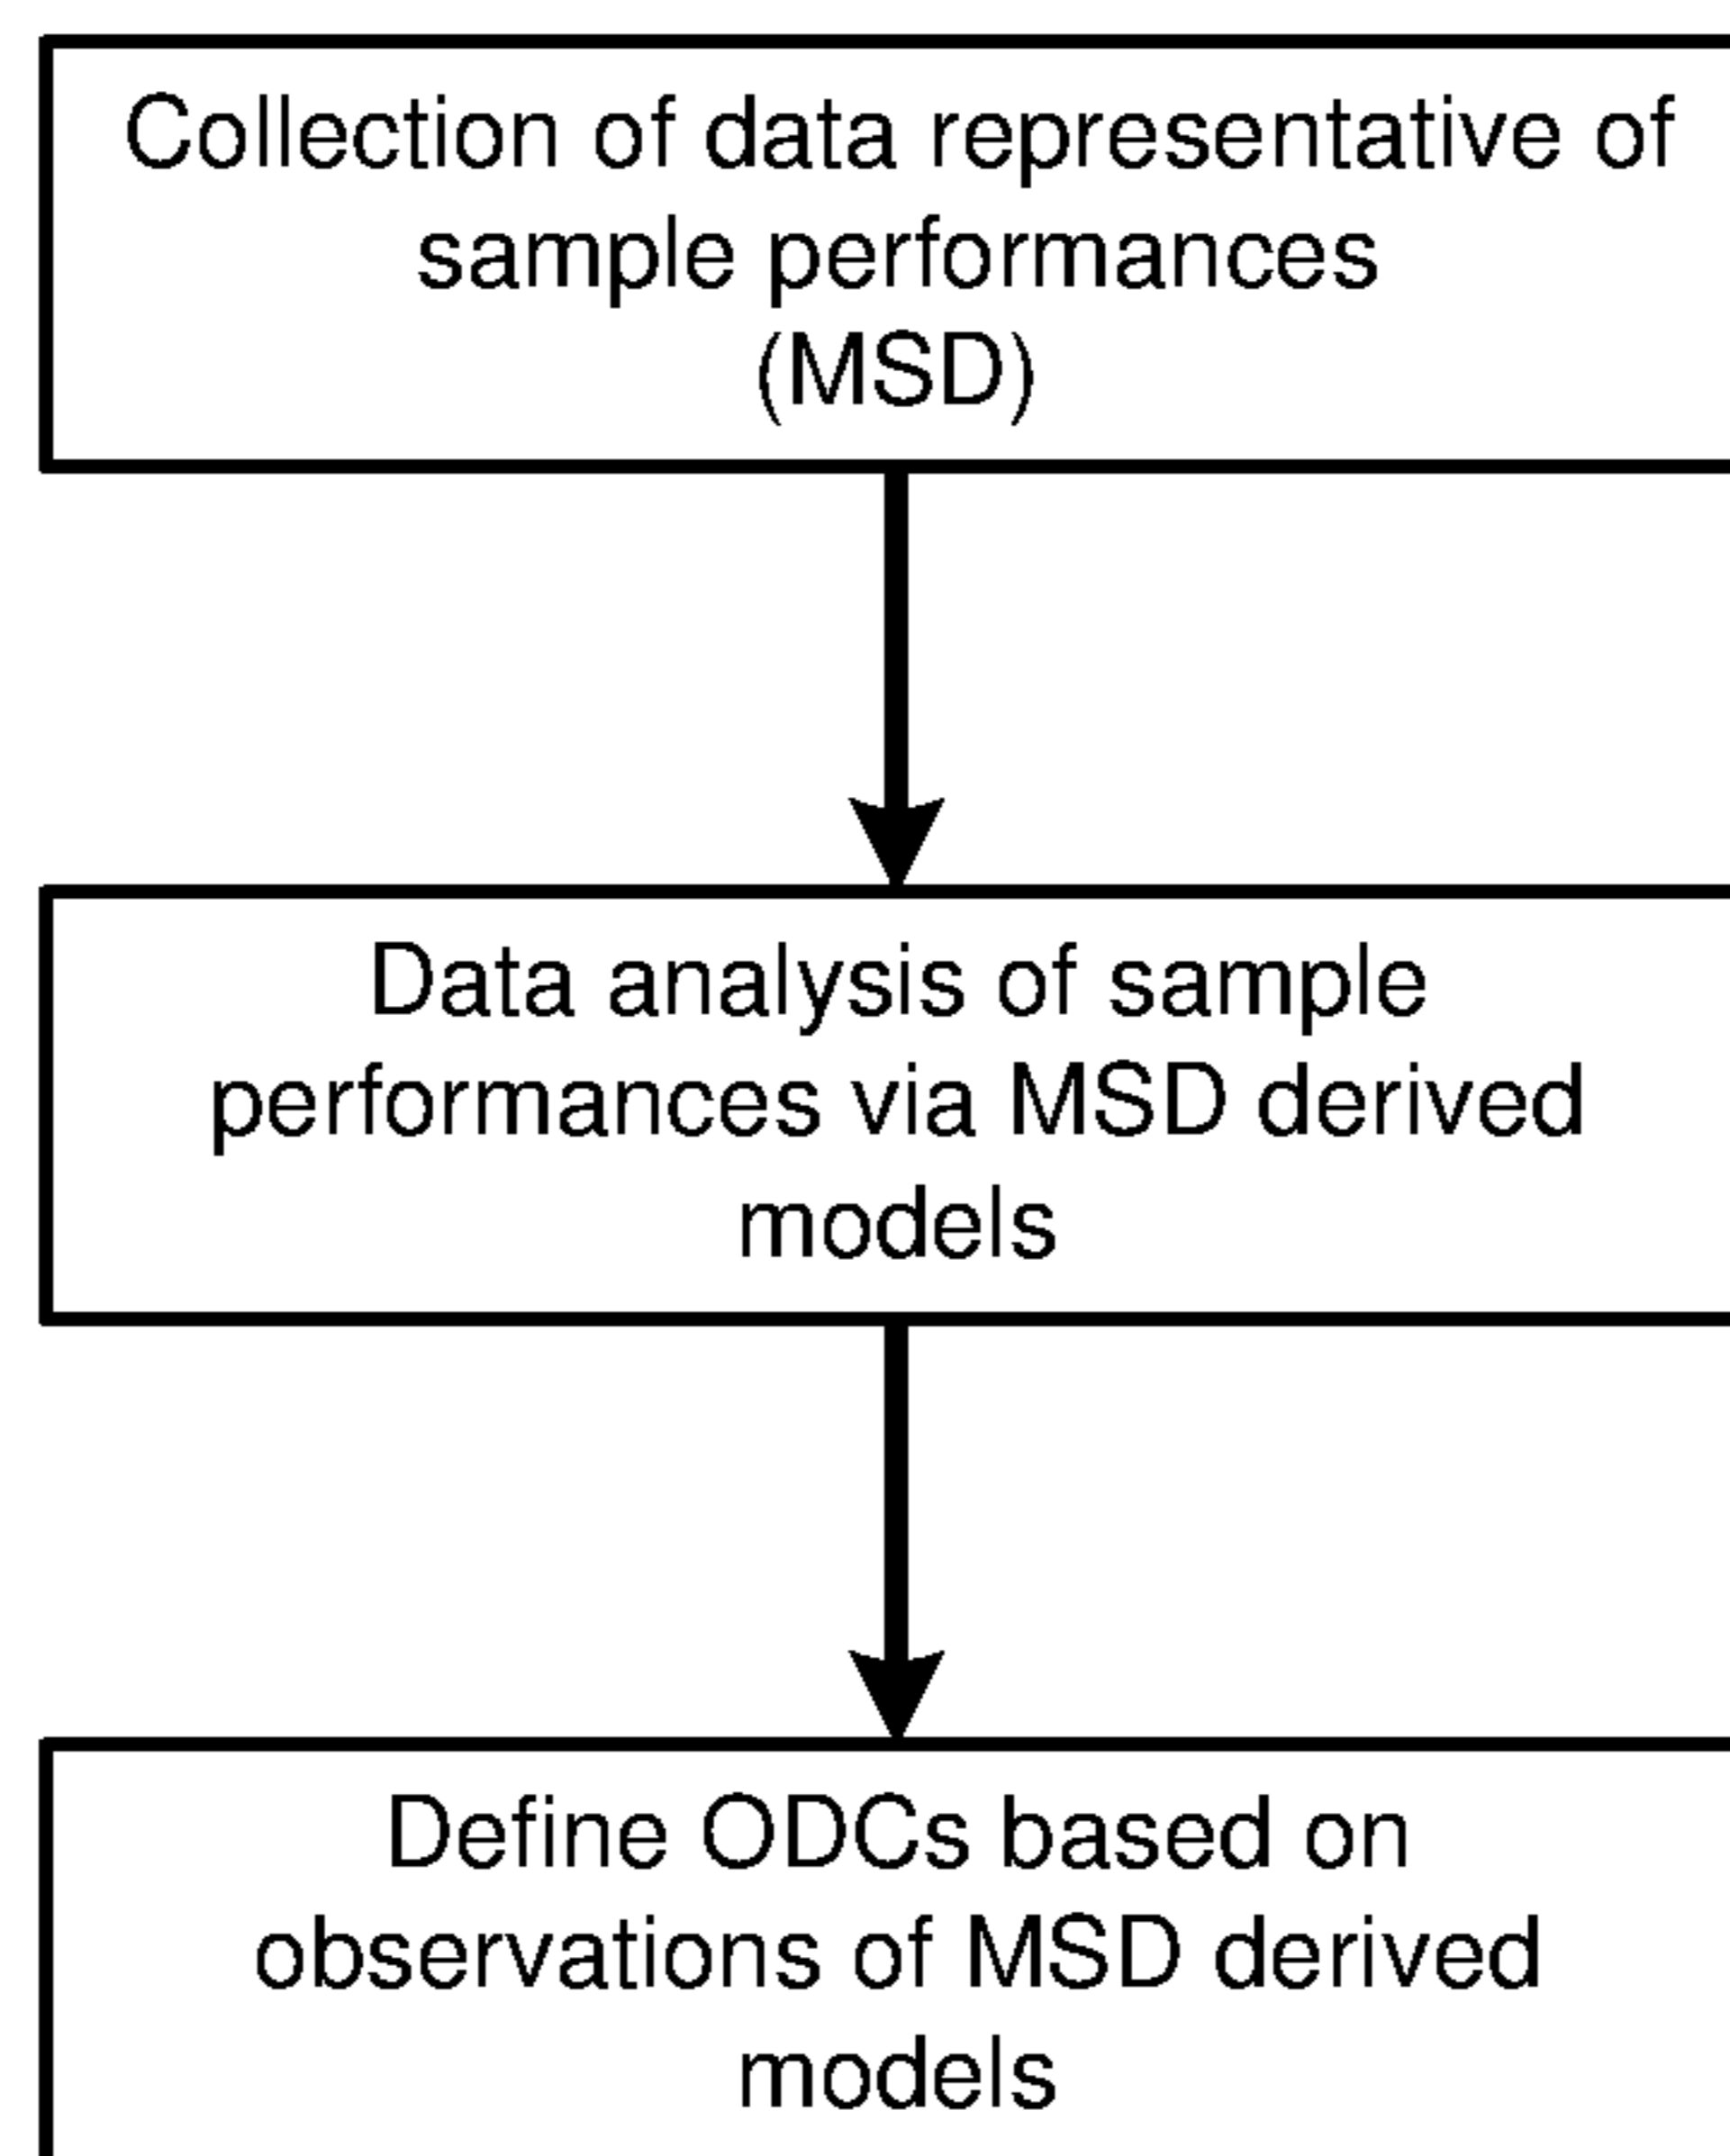 Collection of data representative of
sample performances
(MSD)
Data analysis of sample
performances via MSD derived
models
Define ODCs based on
observations of MSD derived
models